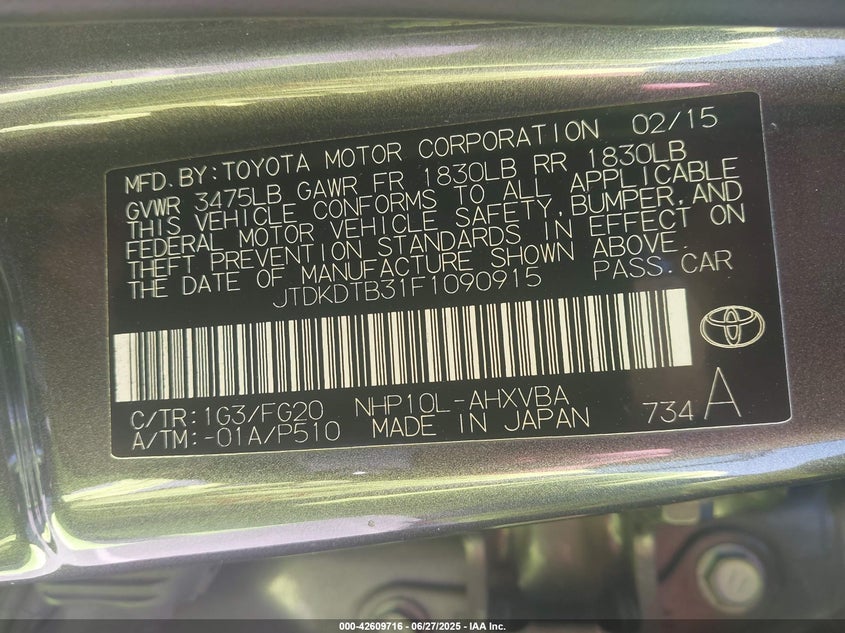 MFD.BY:TOYOTA MOTOR CORPORATION 02/15
GVWR 3475LB GAWR FR 1830LB RR 1830LB
THIS VEHICLE CONFORMS TO ALL APPLICABLE
FEDERAL MOTOR VEHICLE SAFETY,BUMPER,AND
THEFT PREVENTION STANDARDS IN EFFECT ON
THE DATE OF MANUFACTURE SHOWN ABOVE.
JTDKDTB31F1090915 PASS.CAR
C/TR:1G3/FG20 NHP10L-AHXVBA
A/TM:-01A/P510 MADE IN JAPAN 734 A
000-42609716 - 06/27/2025 - IAA Inc.